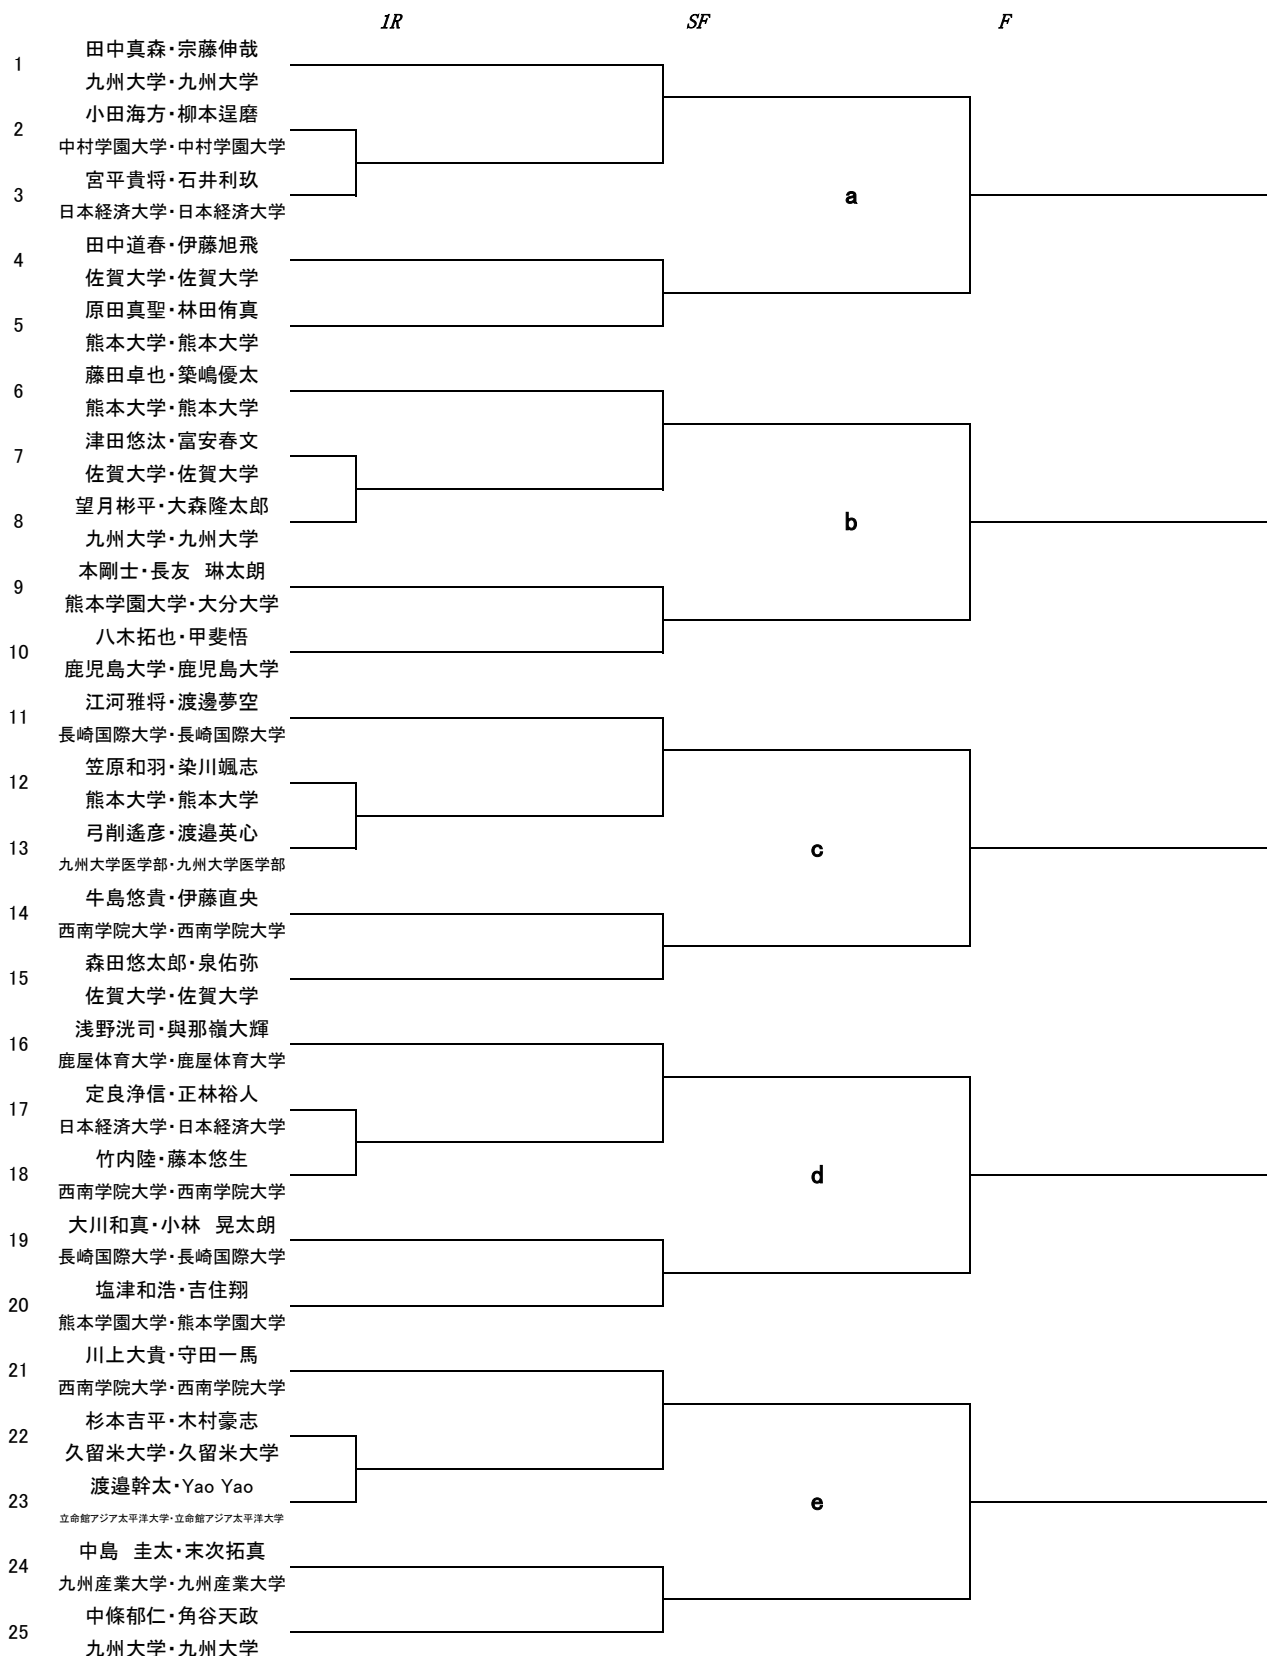 1R SF F
田中真森・宗藤伸哉
1
九州大学・九州大学
小田海方・柳本逞磨
2
中村学園大学・中村学園大学
宮平貴将・石井利玖
3
日本経済大学・日本経済大学
a
田中道春・伊藤旭飛
4
佐賀大学・佐賀大学
原田真聖・林田侑真
5
熊本大学・熊本大学
藤田卓也・築嶋優太
6
熊本大学・熊本大学
津田悠汰・富安春文
7
佐賀大学・佐賀大学
望月彬平・大森隆太郎
8
九州大学・九州大学
b
本剛士・長友　琳太朗
9
熊本学園大学・大分大学
八木拓也・甲斐悟
10
鹿児島大学・鹿児島大学
江河雅将・渡邊夢空
11
長崎国際大学・長崎国際大学
笠原和羽・染川颯志
12
熊本大学・熊本大学
弓削遙彦・渡邉英心
13
九州大学医学部・九州大学医学部
c
牛島悠貴・伊藤直央
14
西南学院大学・西南学院大学
森田悠太郎・泉佑弥
15
佐賀大学・佐賀大学
浅野洸司・與那嶺大輝
16
鹿屋体育大学・鹿屋体育大学
定良浄信・正林裕人
17
日本経済大学・日本経済大学
竹内陸・藤本悠生
18
西南学院大学・西南学院大学
d
大川和真・小林　晃太朗
19
長崎国際大学・長崎国際大学
塩津和浩・吉住翔
20
熊本学園大学・熊本学園大学
川上大貴・守田一馬
21
西南学院大学・西南学院大学
杉本吉平・木村豪志
22
久留米大学・久留米大学
渡邉幹太・Yao Yao
23
立命館アジア太平洋大学・立命館アジア太平洋大学
e
中島　圭太・末次拓真
24
九州産業大学・九州産業大学
中條郁仁・角谷天政
25
九州大学・九州大学